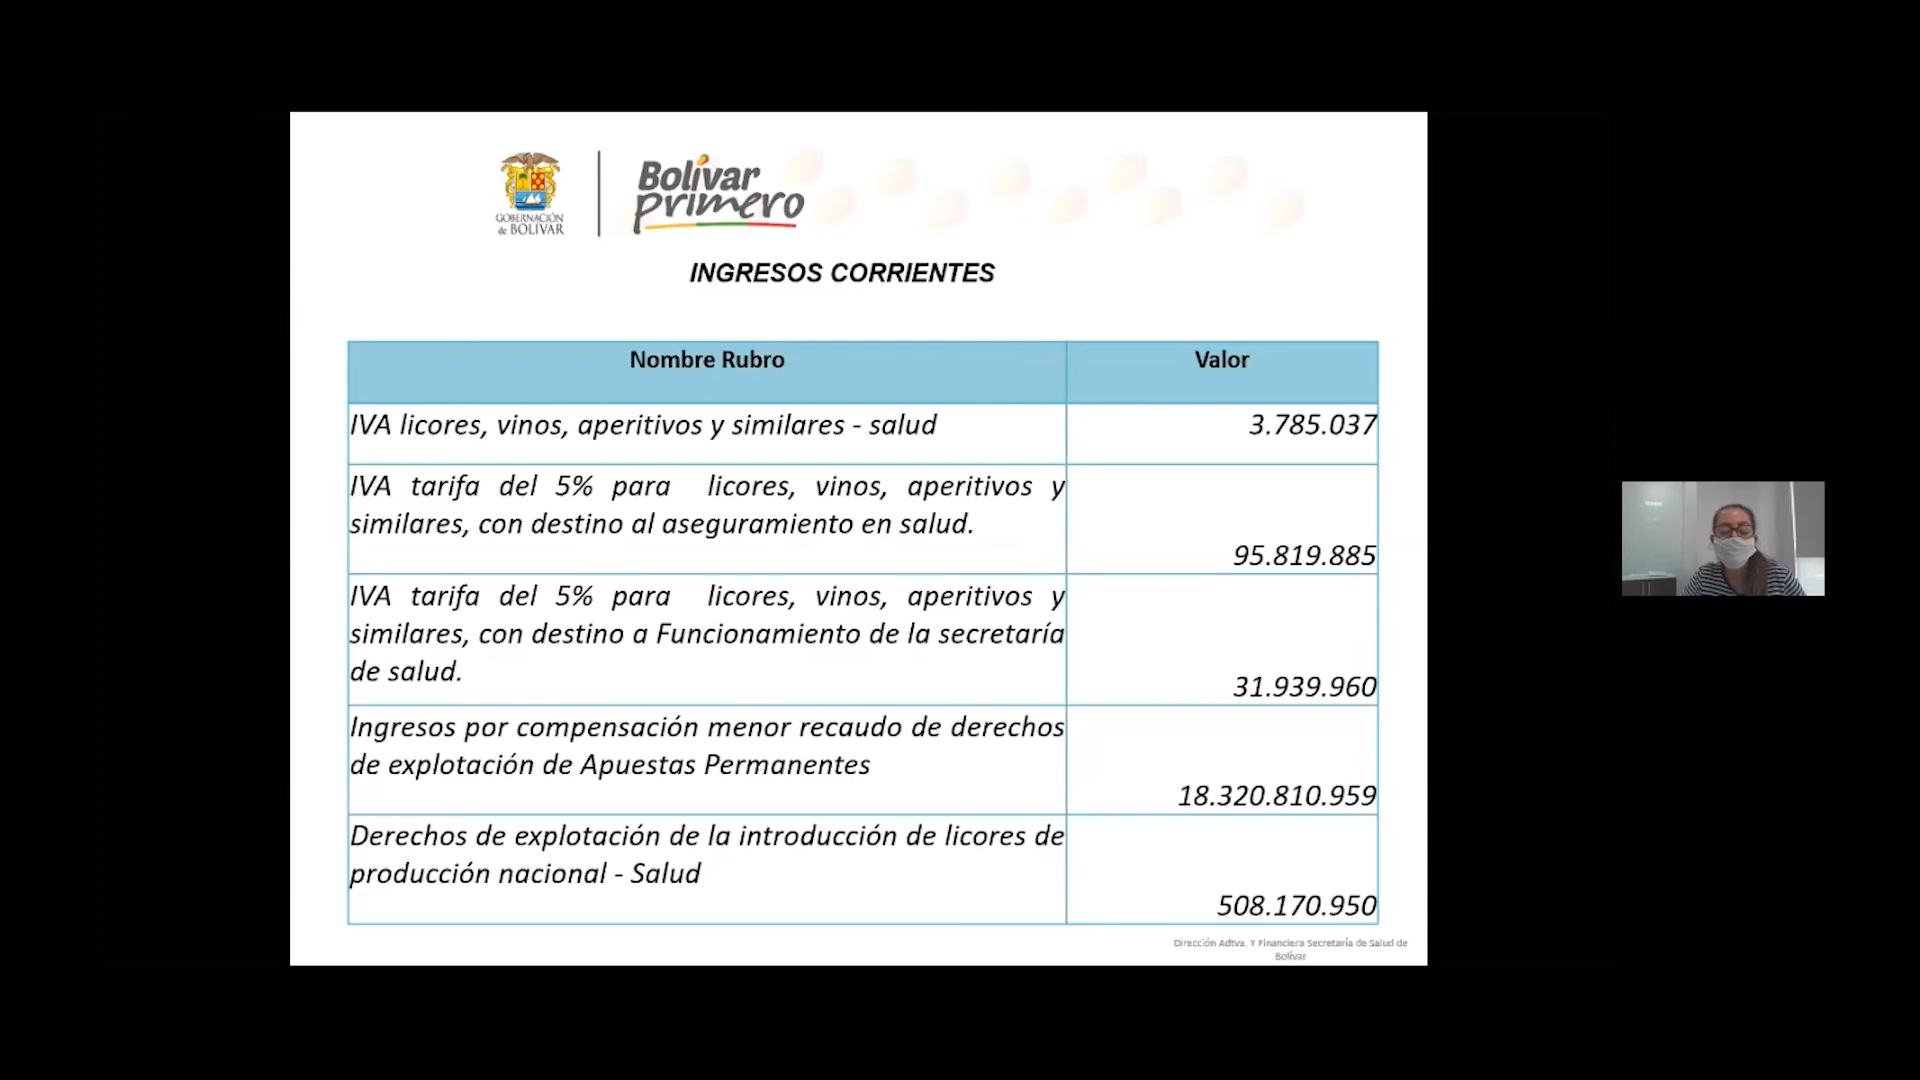 GOBERNACIÓN
de BOLÍVAR
Bolívar
primero
INGRESOS CORRIENTES
Nombre Rubro
Valor
IVA licores, vinos, aperitivos y similares - salud
3.785.037
IVA tarifa del 5% para licores, vinos, aperitivos y
similares, con destino al aseguramiento en salud.
95.819.885
IVA tarifa del 5% para licores, vinos, aperitivos y
similares, con destino a Funcionamiento de la secretaría
de salud.
31.939.960
Ingresos por compensación menor recaudo de derechos
de explotación de Apuestas Permanentes
18.320.810.959
Derechos de explotación de la introducción de licores de
producción nacional - Salud
508.170.950
Dirección Adtva. Y Financiera Secretaría de Salud de
Bolívar